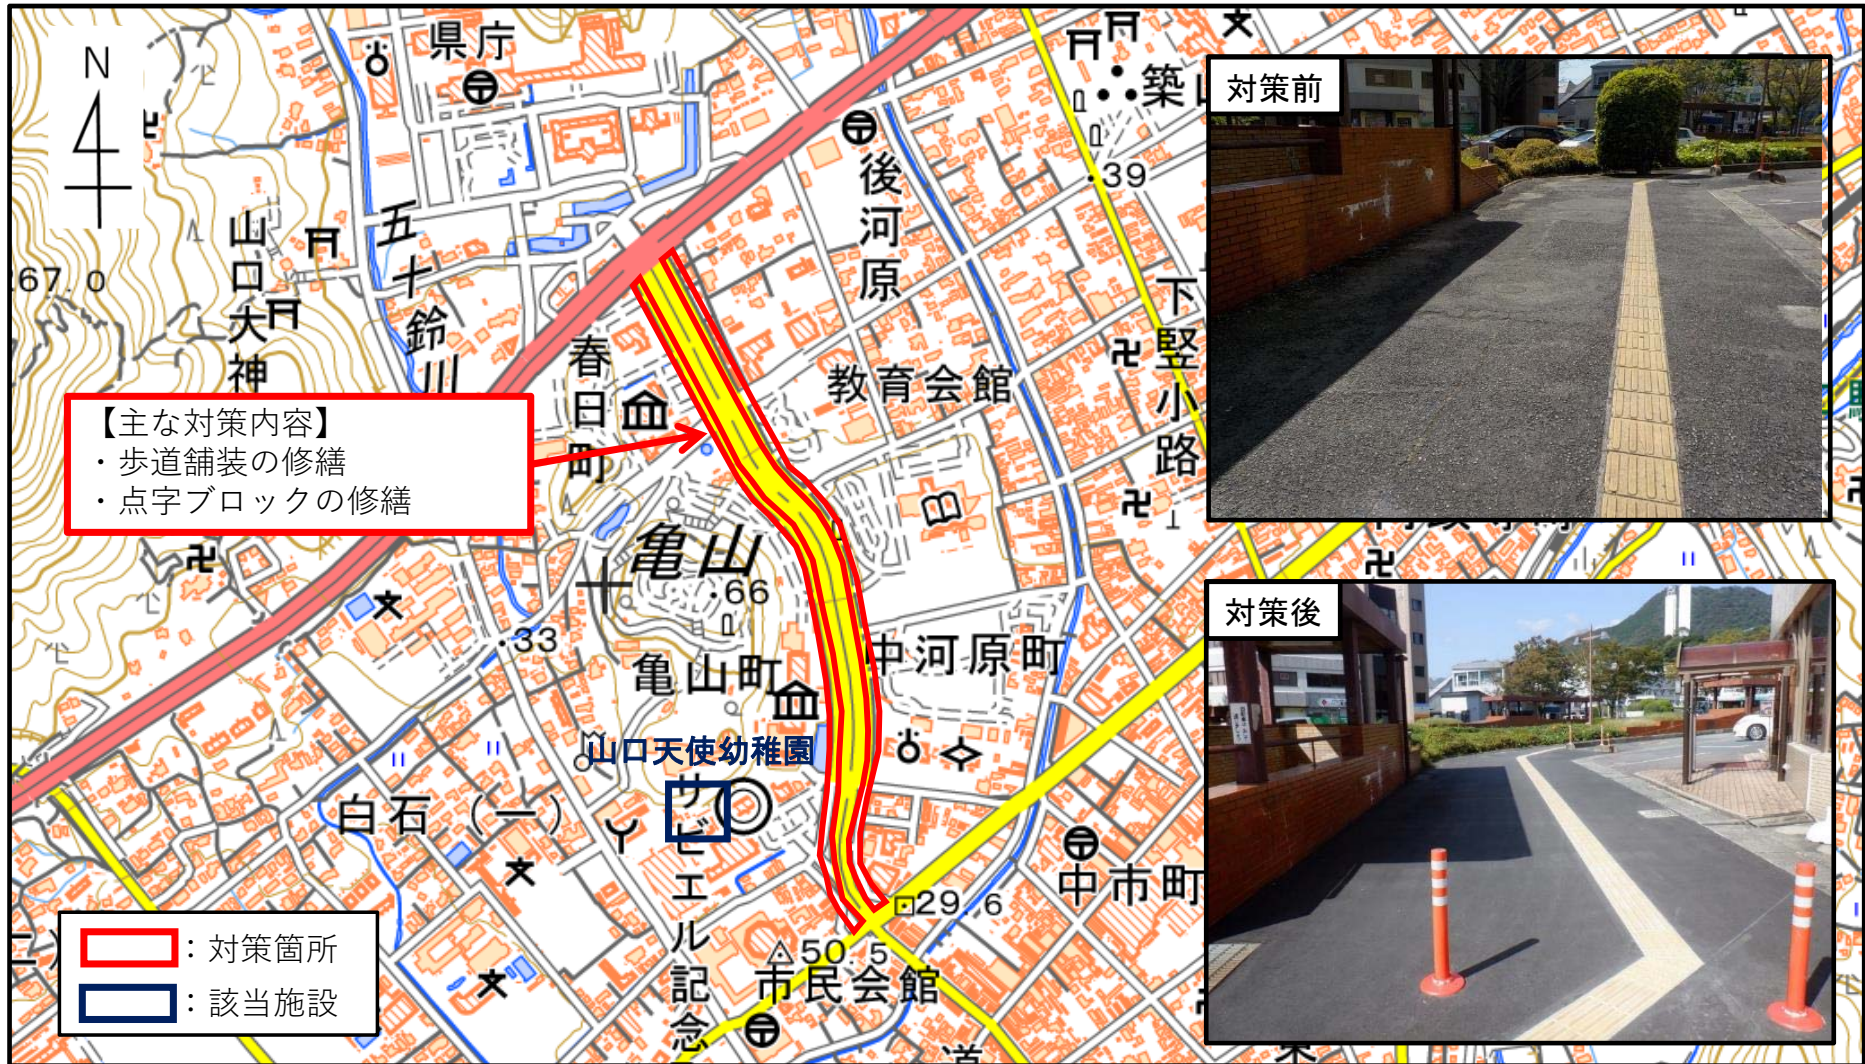 N
県庁
築山
対策前
後河原
39
267.0
山口大神
五十鈴川
春日町
教育会館
下竪小路
【主な対策内容】
・歩道舗装の修繕
・点字ブロックの修繕
亀山
66
33
亀山町
中河原町
対策後
山口天使幼稚園
白石(一)
サビエル記念
中市町
29.6
50.5
市民会館
道
：対策箇所
：該当施設